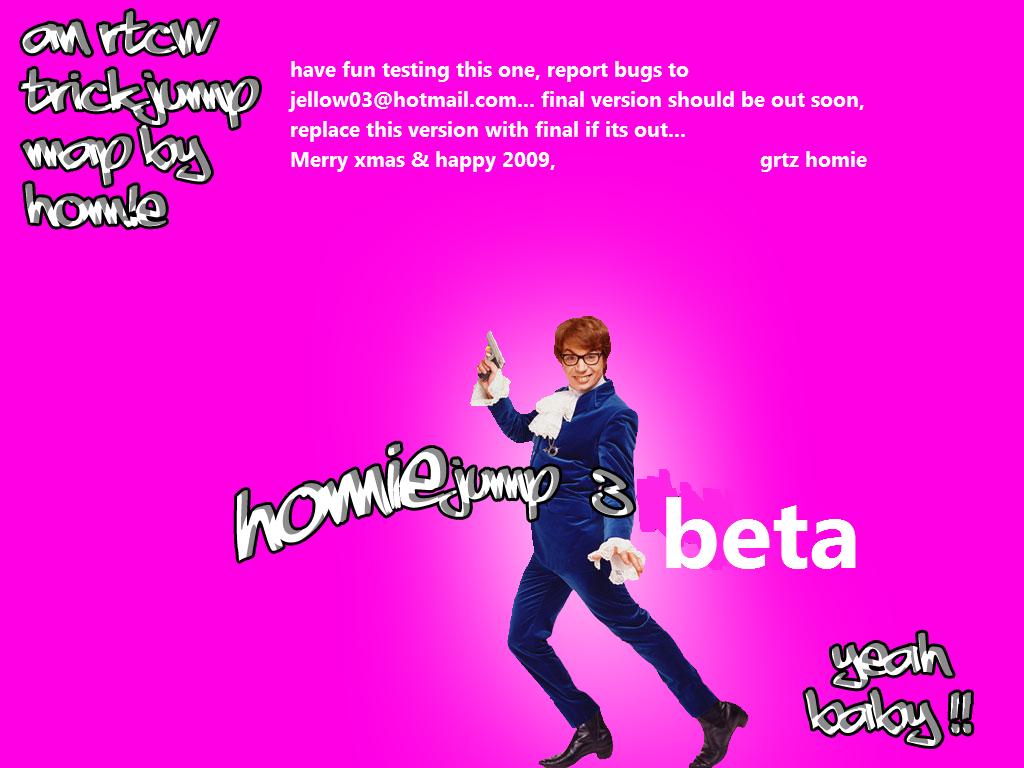 an rtcw
trickjump
map by
hom!e
have fun testing this one, report bugs to
jellow03@hotmail.com... final version should be out soon,
replace this version with final if its out...
Merry xmas & happy 2009, grtz homie
homiejump :3
beta
yeah
baby !!